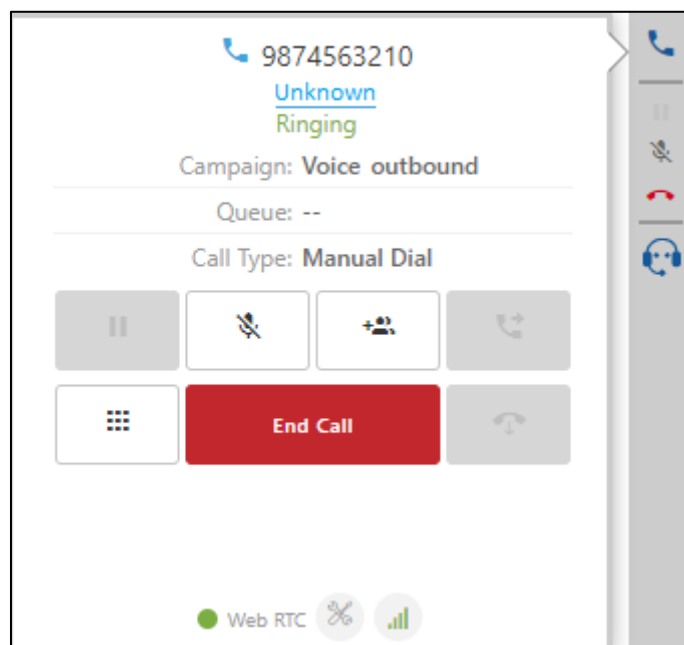 9874563210
Unknown
Ringing
Campaign: Voice outbound
Queue: --
Call Type: Manual Dial
End Call
Web RTC